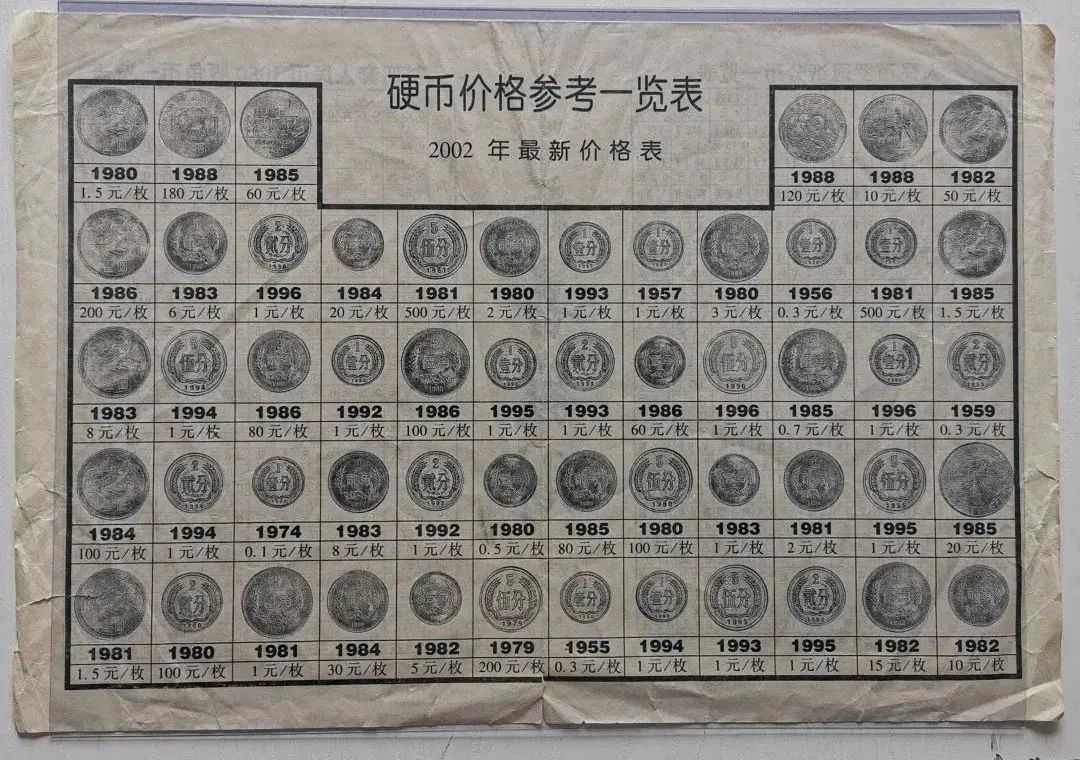 硬币价格参考一览表
2002 年最新价格表
1980 1988 1985 1988 1988 1982
1.5元/枚 180元/枚 60元/枚 120元/枚 10元/枚 50元/枚
1986 1983 1996 1984 1981 1980 1993 1957 1980 1956 1981 1985
200元/枚 6元/枚 1元/枚 20元/枚 500元/枚 2元/枚 1元/枚 1元/枚 3元/枚 0.3元/枚 500元/枚 1.5元/枚
1983 1994 1986 1992 1986 1995 1993 1986 1996 1985 1996 1959
8元/枚 1元/枚 80元/枚 1元/枚 100元/枚 1元/枚 1元/枚 60元/枚 1元/枚 0.7元/枚 1元/枚 0.3元/枚
1984 1994 1974 1983 1992 1980 1985 1980 1983 1981 1995 1985
100元/枚 1元/枚 0.1元/枚 8元/枚 1元/枚 0.5元/枚 80元/枚 100元/枚 1元/枚 2元/枚 1元/枚 20元/枚
1981 1980 1981 1984 1982 1979 1955 1994 1993 1995 1982 1982
1.5元/枚 100元/枚 1元/枚 30元/枚 5元/枚 200元/枚 0.3元/枚 1元/枚 1元/枚 1元/枚 15元/枚 10元/枚